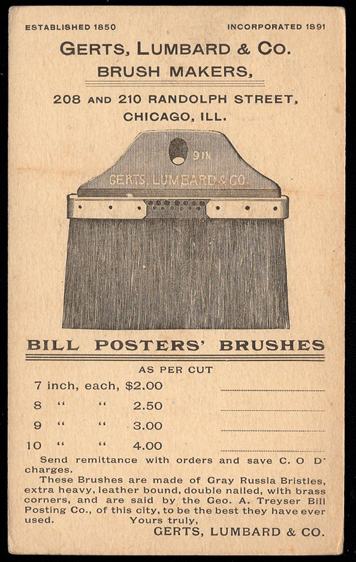 ESTABLISHED 1850 INCORPORATED 1891
GERTS, LUMBARD & CO.
BRUSH MAKERS,
208 AND 210 RANDOLPH STREET,
CHICAGO, ILL.
9 IN
GERTS, LUMBARD & CO.
BILL POSTERS' BRUSHES
AS PER CUT
7 inch, each, $2.00
8 " " 2.50
9 " " 3.00
10 " " 4.00
Send remittance with orders and save C. O D.
charges.
These Brushes are made of Gray Russia Bristles,
extra heavy, leather bound, double nailed, with brass
corners, and are said by the Geo. A. Treyser Bill
Posting Co., of this city, to be the best they have ever
used. Yours truly,
GERTS, LUMBARD & CO.